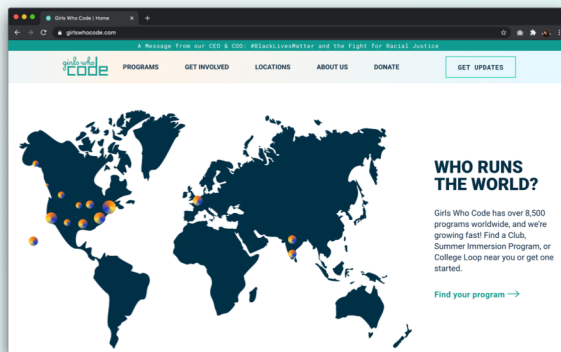 Girls Who Code | Home
girlswhocode.com
A Message from our CEO & COO: #BlackLivesMatter and the Fight for Racial Justice
girls who
CODE
PROGRAMS GET INVOLVED LOCATIONS ABOUT US DONATE GET UPDATES
WHO RUNS
THE WORLD?
Girls Who Code has over 8,500
programs worldwide, and we're
growing fast! Find a Club,
Summer Immersion Program, or
College Loop near you or get one
started.
Find your program →